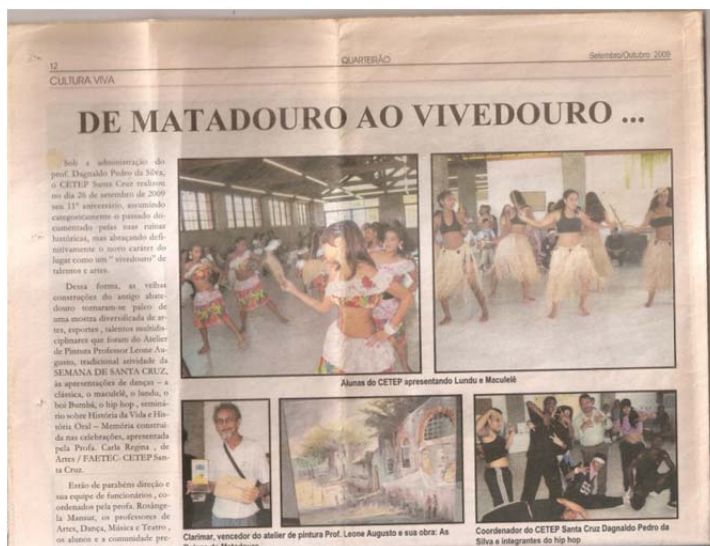 12
QUARTEIRÃO
Setembro/Outubro 2009
CULTURA VIVA
DE MATADOURO AO VIVEDOURO ...
Sob a administração do
prof. Dagnaldo Pedro da Silva,
o CETEP Santa Cruz realizou
no dia 26 de setembro de 2009
seu 11º aniversário, assumindo
categoricamente o passado do-
cumentado pelas suas ruínas
históricas, mas abraçando defi-
nitivamente o novo caráter do
lugar como um " vivedouro" de
talentos e artes.
Dessa forma, as velhas
construções do antigo abate-
douro tornaram-se palco de
uma mostra diversificada de ar-
tes, esportes , talentos multidis-
ciplinares que foram do Atelier
de Pintura Professor Leone Au-
gusto, tradicional atividade da
SEMANA DE SANTA CRUZ,
às apresentações de danças – a
clássica, o maculelê, o lundu, o
boi Bumbá, o hip hop , seminá-
rio sobre História da Vida e His-
tória Oral – Memória construí-
da nas celebrações, apresentada
pela Profa. Carla Regina , de
Artes / FAETEC- CETEP San-
ta Cruz.
Estão de parabéns direção e
sua equipe de funcionários , co-
ordenados pela profa. Rosânge-
la Mansur, os professores de
Artes, Dança, Música e Teatro ,
os alunos e a comunidade pre-
Alunas do CETEP apresentando Lundu e Maculelê
Clarimar, vencedor do atelier de pintura Prof. Leone Augusto e sua obra: As
Coordenador do CETEP Santa Cruz Dagnaldo Pedro da
Silva e integrantes do hip hop